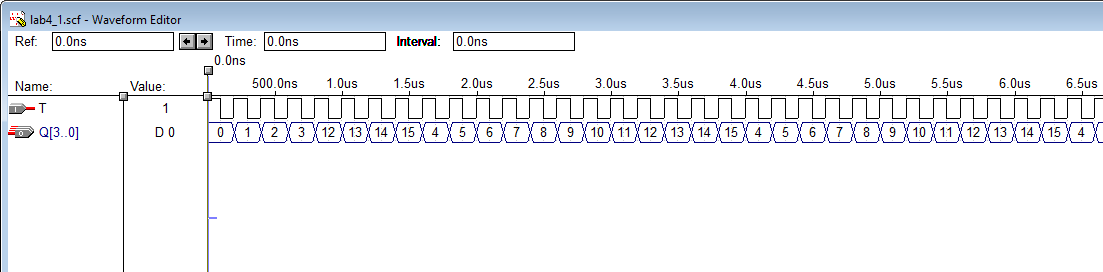 lab4_1.scf - Waveform Editor
Ref: 0.0ns Time: 0.0ns Interval: 0.0ns
0.0ns
Name: Value: 500.0ns 1.0us 1.5us 2.0us 2.5us 3.0us 3.5us 4.0us 4.5us 5.0us 5.5us 6.0us 6.5us
T 1
Q[3..0] D 0 0 1 2 3 12 13 14 15 4 5 6 7 8 9 10 11 12 13 14 15 4 5 6 7 8 9 10 11 12 13 14 15 4